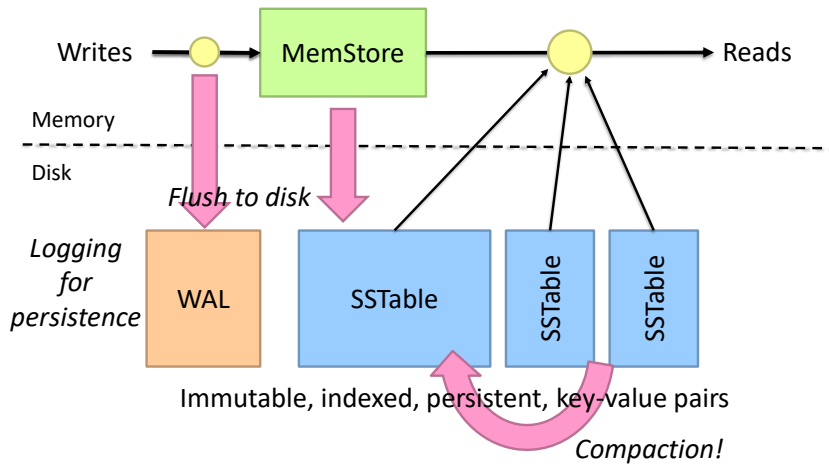 Writes
MemStore
Reads
Memory
Disk
Flush to disk
Logging
for
persistence
WAL
SSTable
SSTable
SSTable
Immutable, indexed, persistent, key-value pairs
Compaction!